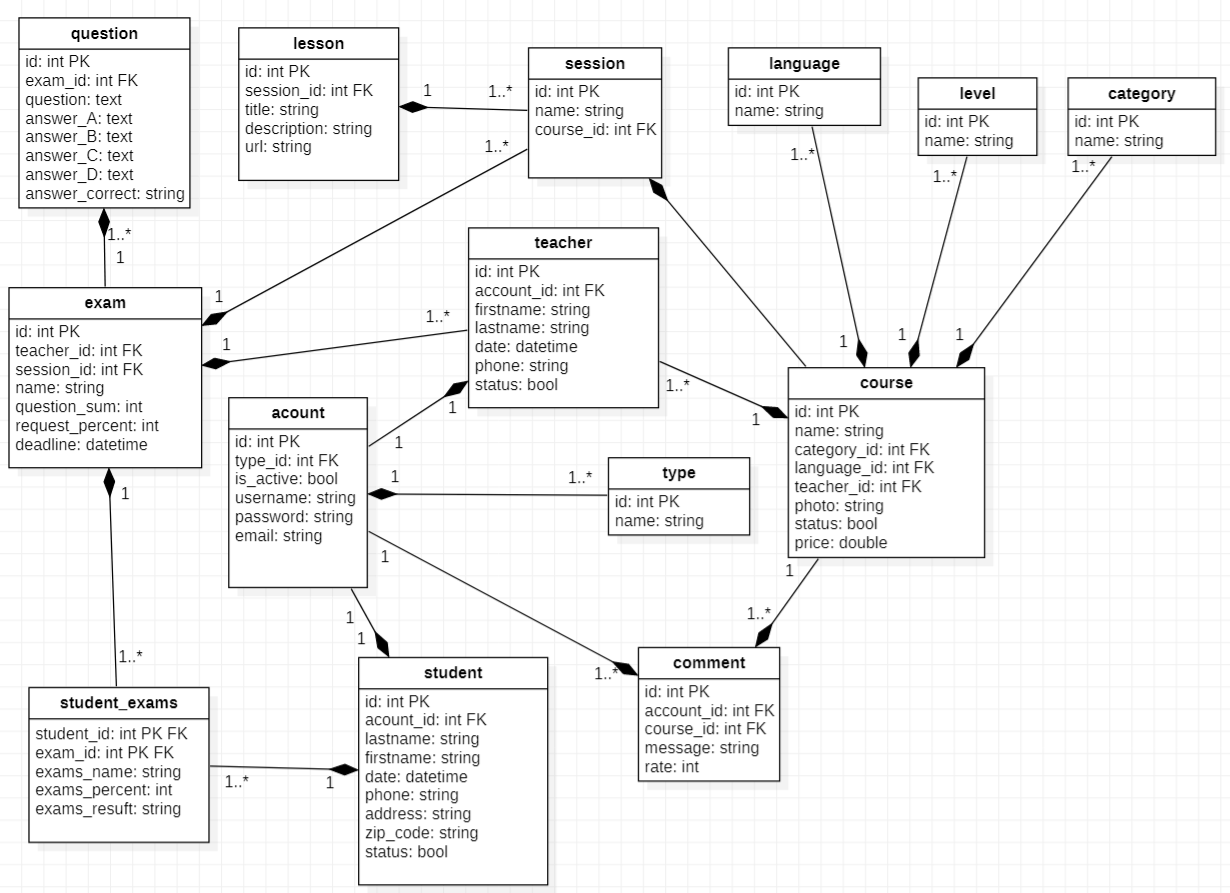 question
id: int PK
exam_id: int FK
question: text
answer_A: text
answer_B: text
answer_C: text
answer_D: text
answer_correct: string
lesson
id: int PK
session_id: int FK
title: string
description: string
url: string
session
id: int PK
name: string
course_id: int FK
language
id: int PK
name: string
level
id: int PK
name: string
category
id: int PK
name: string
1
1..*
1..*
1..*
1..*
1..*
1..*
1
teacher
id: int PK
account_id: int FK
firstname: string
lastname: string
date: datetime
phone: string
status: bool
exam
id: int PK
teacher_id: int FK
session_id: int FK
name: string
question_sum: int
request_percent: int
deadline: datetime
1
1..*
1
1
1
1
1..*
1
course
id: int PK
name: string
category_id: int FK
language_id: int FK
teacher_id: int FK
photo: string
status: bool
price: double
acount
id: int PK
type_id: int FK
is_active: bool
username: string
password: string
email: string
1
1
1
1..*
type
id: int PK
name: string
1
1
1
1..*
1
1
1..*
1..*
comment
id: int PK
account_id: int FK
course_id: int FK
message: string
rate: int
student_exams
student_id: int PK FK
exam_id: int PK FK
exams_name: string
exams_percent: int
exams_resuft: string
1..*
1
student
id: int PK
acount_id: int FK
lastname: string
firstname: string
date: datetime
phone: string
address: string
zip_code: string
status: bool